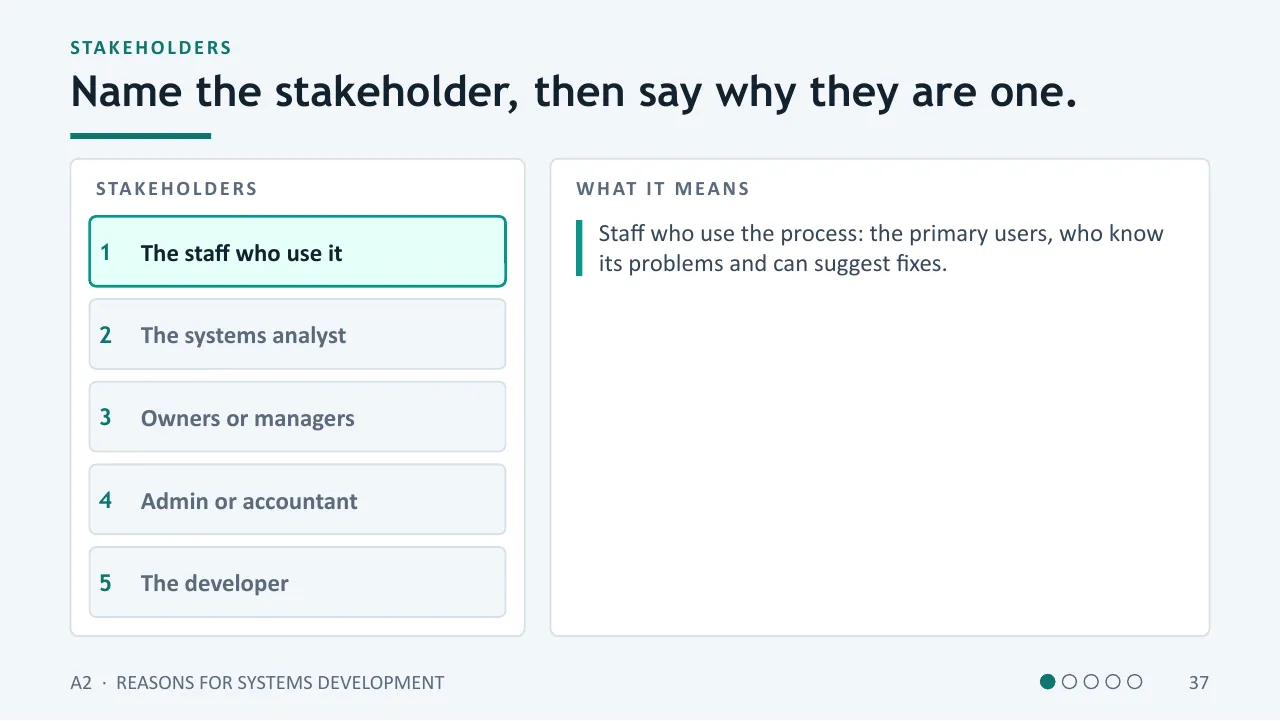 STAKEHOLDERS
Name the stakeholder, then say why they are one.
STAKEHOLDERS
1 The staff who use it
2 The systems analyst
3 Owners or managers
4 Admin or accountant
5 The developer
WHAT IT MEANS
Staff who use the process: the primary users, who know
its problems and can suggest fixes.
A2 · REASONS FOR SYSTEMS DEVELOPMENT
37